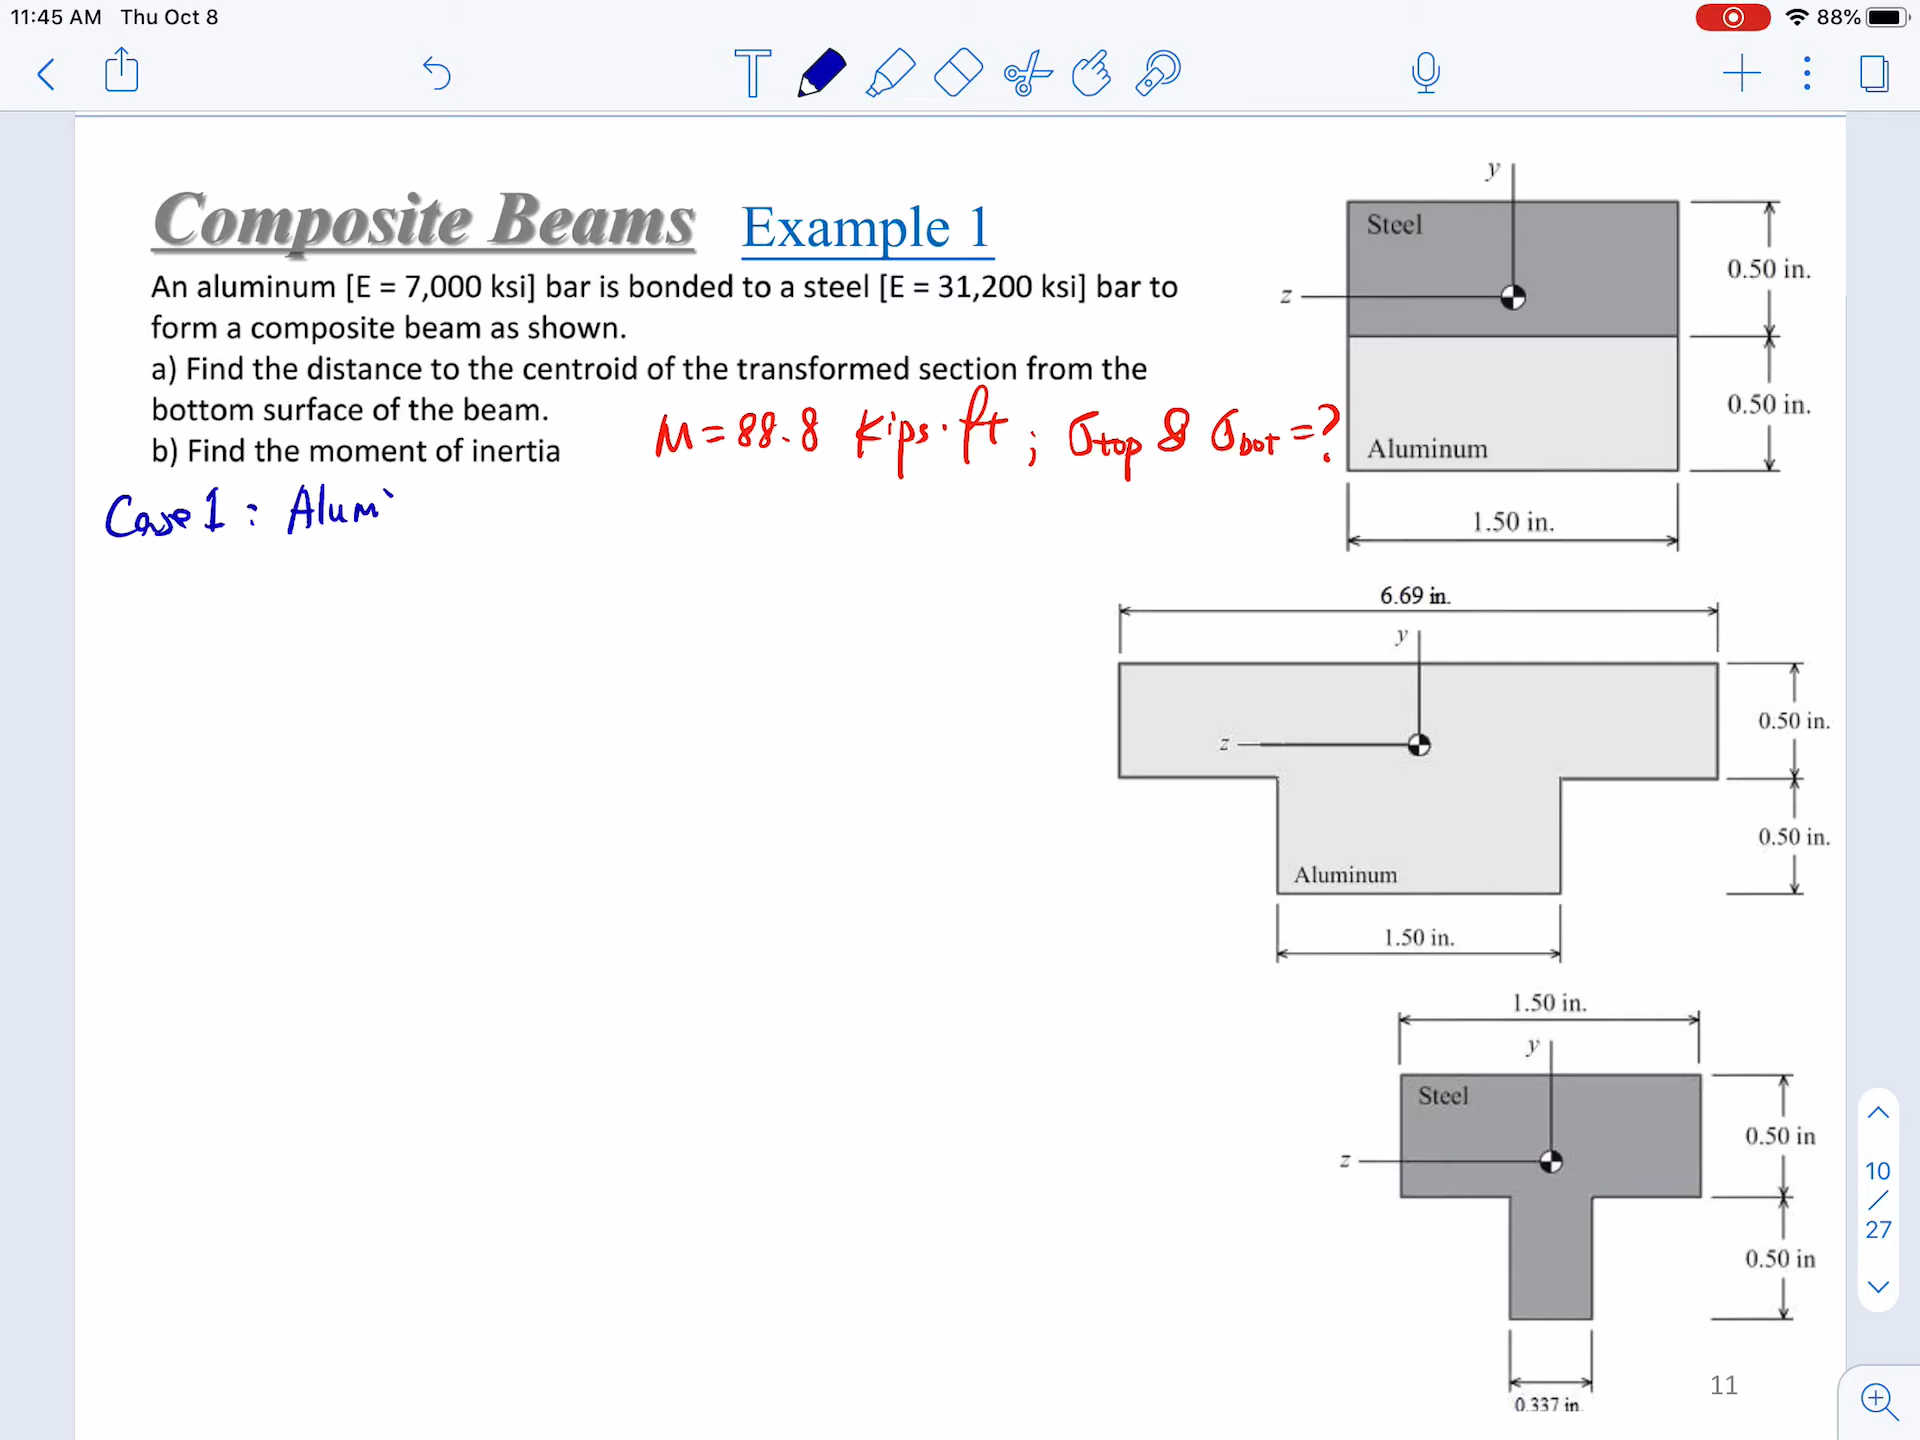 11:45 AM Thu Oct 8
88%
T
Composite Beams Example 1
An aluminum [E = 7,000 ksi] bar is bonded to a steel [E = 31,200 ksi] bar to
form a composite beam as shown.
a) Find the distance to the centroid of the transformed section from the
bottom surface of the beam.
b) Find the moment of inertia
M = 88.8 kips·ft ; σtop & σbot = ?
Case 1 : Alumi
y
Steel
z
0.50 in.
0.50 in.
Aluminum
1.50 in.
6.69 in.
y
z
0.50 in.
0.50 in.
Aluminum
1.50 in.
1.50 in.
y
Steel
z
0.50 in
0.50 in
0.337 in.
11
10
/
27